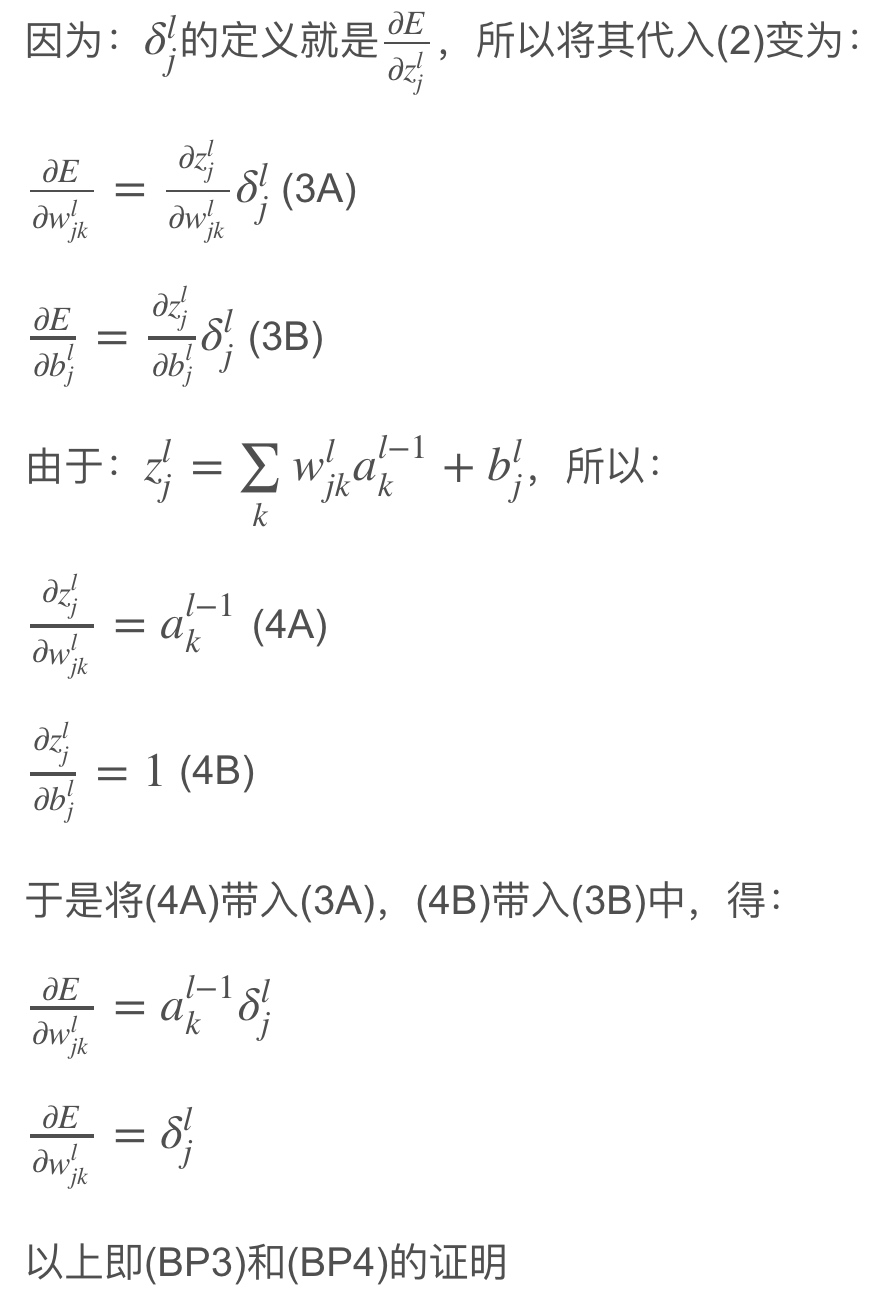 因为：$\delta_j^l$的定义就是$\frac{\partial E}{\partial z_j^l}$，所以将其代入(2)变为：
$\frac{\partial E}{\partial w_{jk}^l} = \frac{\partial z_j^l}{\partial w_{jk}^l}\delta_j^l$ (3A)
$\frac{\partial E}{\partial b_j^l} = \frac{\partial z_j^l}{\partial b_j^l}\delta_j^l$ (3B)
由于：$z_j^l = \sum_k w_{jk}^l a_k^{l-1} + b_j^l$，所以：
$\frac{\partial z_j^l}{\partial w_{jk}^l} = a_k^{l-1}$ (4A)
$\frac{\partial z_j^l}{\partial b_j^l} = 1$ (4B)
于是将(4A)带入(3A)，(4B)带入(3B)中，得：
$\frac{\partial E}{\partial w_{jk}^l} = a_k^{l-1}\delta_j^l$
$\frac{\partial E}{\partial w_{jk}^l} = \delta_j^l$
以上即(BP3)和(BP4)的证明